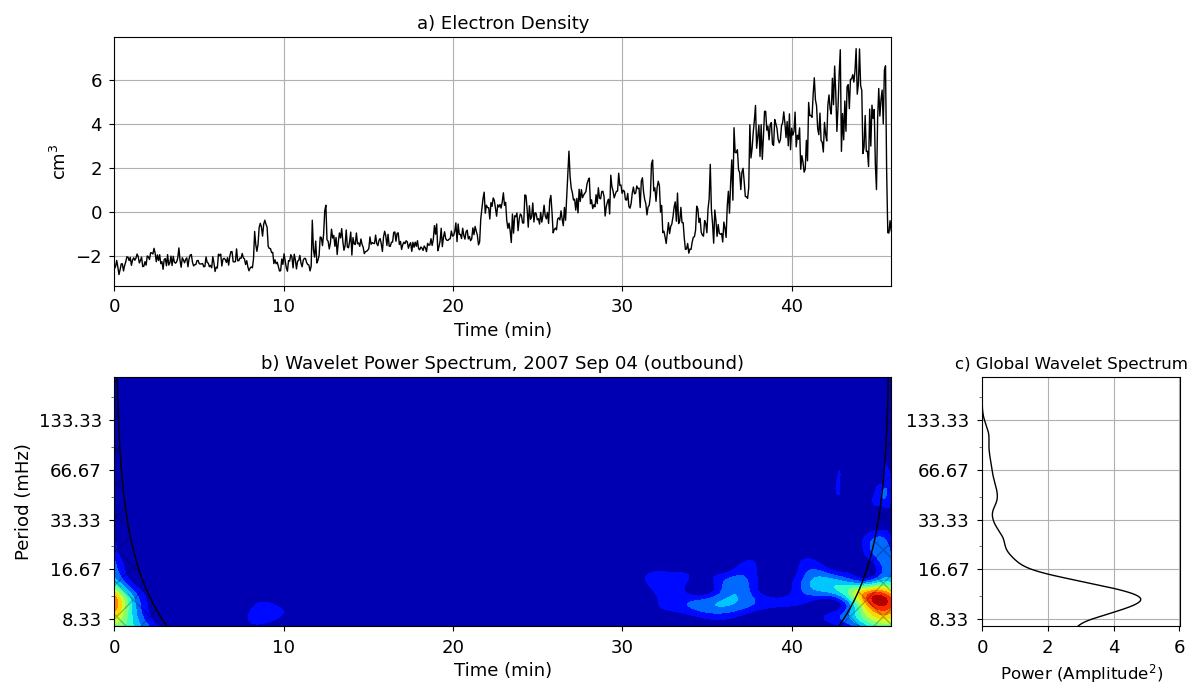 a) Electron Density
cm³
6
4
2
0
−2
0 10 20 30 40
Time (min)
b) Wavelet Power Spectrum, 2007 Sep 04 (outbound)
Period (mHz)
133.33
66.67
33.33
16.67
8.33
0 10 20 30 40
Time (min)
c) Global Wavelet Spectrum
133.33
66.67
33.33
16.67
8.33
0 2 4 6
Power (Amplitude²)